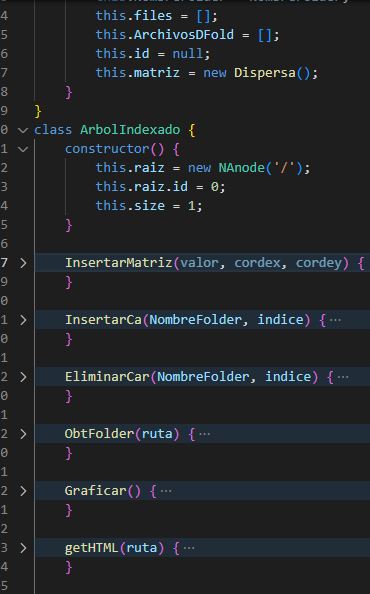 4 this.files = [];
5 this.ArchivosDFold = [];
6 this.id = null;
7 this.matriz = new Dispersa();
8 }
9 }
0 class ArbolIndexado {
1 constructor() {
2 this.raiz = new NAnode('/');
3 this.raiz.id = 0;
4 this.size = 1;
5 }
6
7 InsertarMatriz(valor, cordex, cordey) {
9 }
0
1 InsertarCa(NombreFolder, indice) { ···
0 }
1
2 EliminarCar(NombreFolder, indice) { ···
0 }
1
2 ObtFolder(ruta) { ···
0 }
1
2 Graficar() { ···
1 }
2
3 getHTML(ruta) { ···
4 }
5